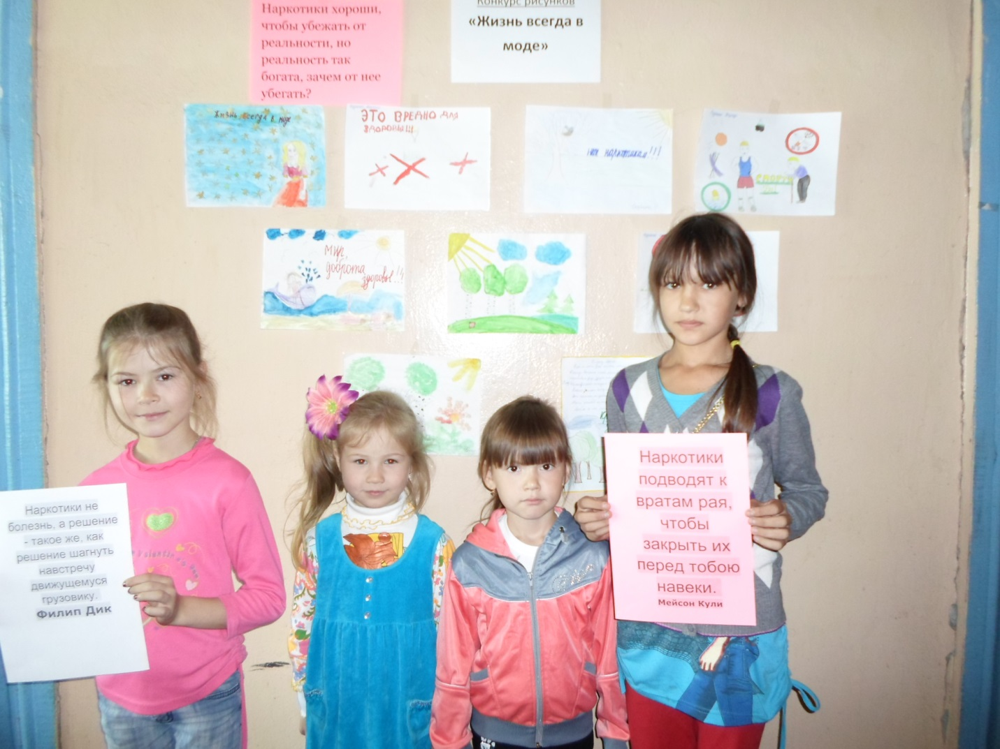 Наркотики хороши,
чтобы убежать от
реальности, но
реальность так
богата, зачем от нее
убегать?
Конкурс рисунков
«Жизнь всегда в
моде»
Жизнь всегда в моде
ЭТО ВРЕДНО ДЛЯ
ЗДОРОВЫ!!!
нет наркотикам!!!
Мир,
доброта
здоровье!!!
Наркотики не
болезнь, а решение
- такое же, как
решение шагнуть
навстречу
движущемуся
грузовику.
Филип Дик
Наркотики
подводят к
вратам рая,
чтобы
закрыть их
перед тобою
навеки.
Мейсон Кули